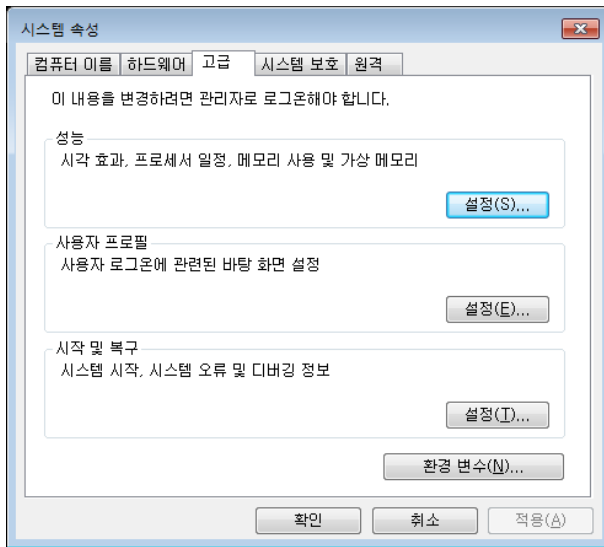 시스템 속성
컴퓨터 이름 하드웨어 고급 시스템 보호 원격
이 내용을 변경하려면 관리자로 로그온해야 합니다.
성능
시각 효과, 프로세서 일정, 메모리 사용 및 가상 메모리
설정(S)...
사용자 프로필
사용자 로그온에 관련된 바탕 화면 설정
설정(E)...
시작 및 복구
시스템 시작, 시스템 오류 및 디버깅 정보
설정(T)...
환경 변수(N)...
확인 취소 적용(A)